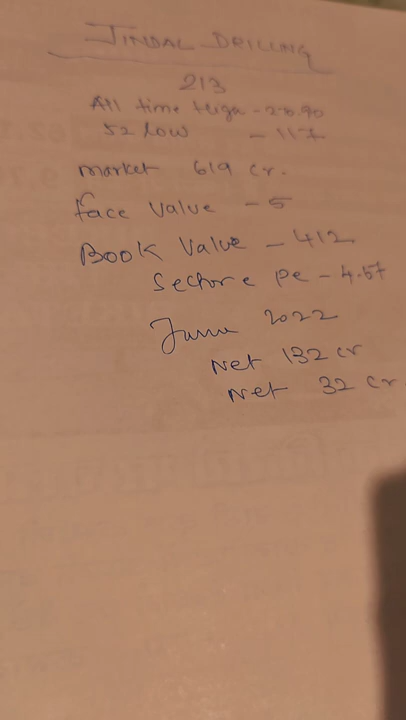 JINDAL DRILLING
213
All time High -
52 low - 117
market 619 cr.
face value - 5
Book Value - 412
Sectore pe - 4.57
June 2022
Net 132 cr
Net 32 cr